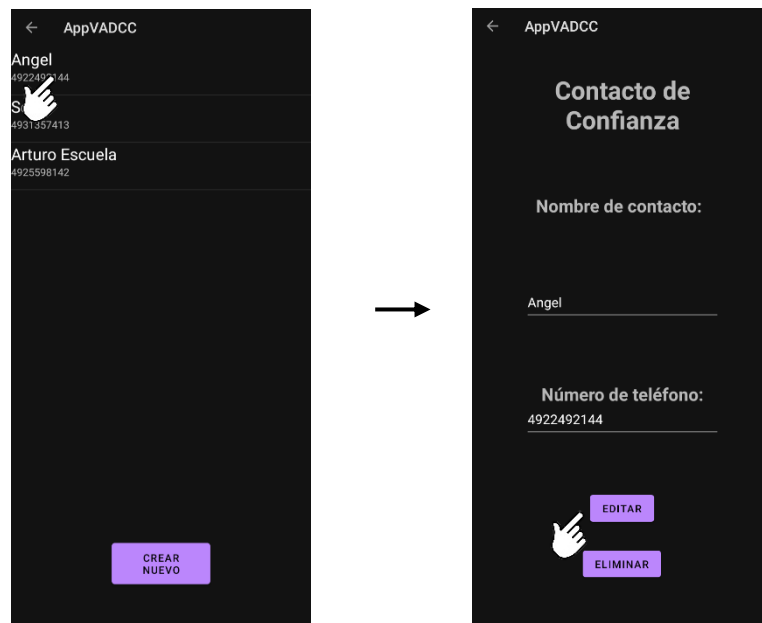 AppVADCC
Angel
4931357413
Arturo Escuela
4925598142
CREAR
NUEVO
AppVADCC
Contacto de
Confianza
Nombre de contacto:
Angel
Número de teléfono:
4922492144
EDITAR
ELIMINAR